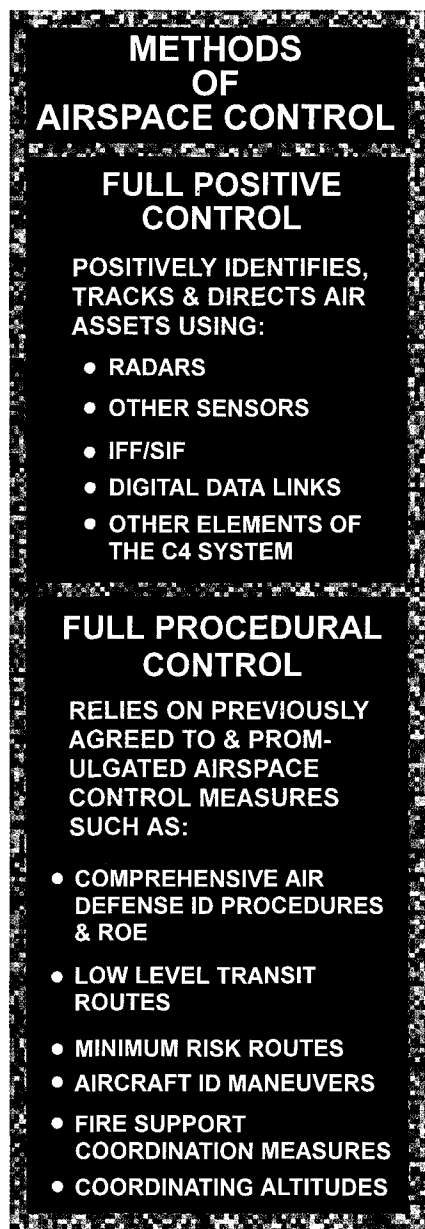 METHODS
OF
AIRSPACE CONTROL
FULL POSITIVE
CONTROL
POSITIVELY IDENTIFIES,
TRACKS & DIRECTS AIR
ASSETS USING:
• RADARS
• OTHER SENSORS
• IFF/SIF
• DIGITAL DATA LINKS
• OTHER ELEMENTS OF
THE C4 SYSTEM
FULL PROCEDURAL
CONTROL
RELIES ON PREVIOUSLY
AGREED TO & PROM-
ULGATED AIRSPACE
CONTROL MEASURES
SUCH AS:
• COMPREHENSIVE AIR
DEFENSE ID PROCEDURES
& ROE
• LOW LEVEL TRANSIT
ROUTES
• MINIMUM RISK ROUTES
• AIRCRAFT ID MANEUVERS
• FIRE SUPPORT
COORDINATION MEASURES
• COORDINATING ALTITUDES